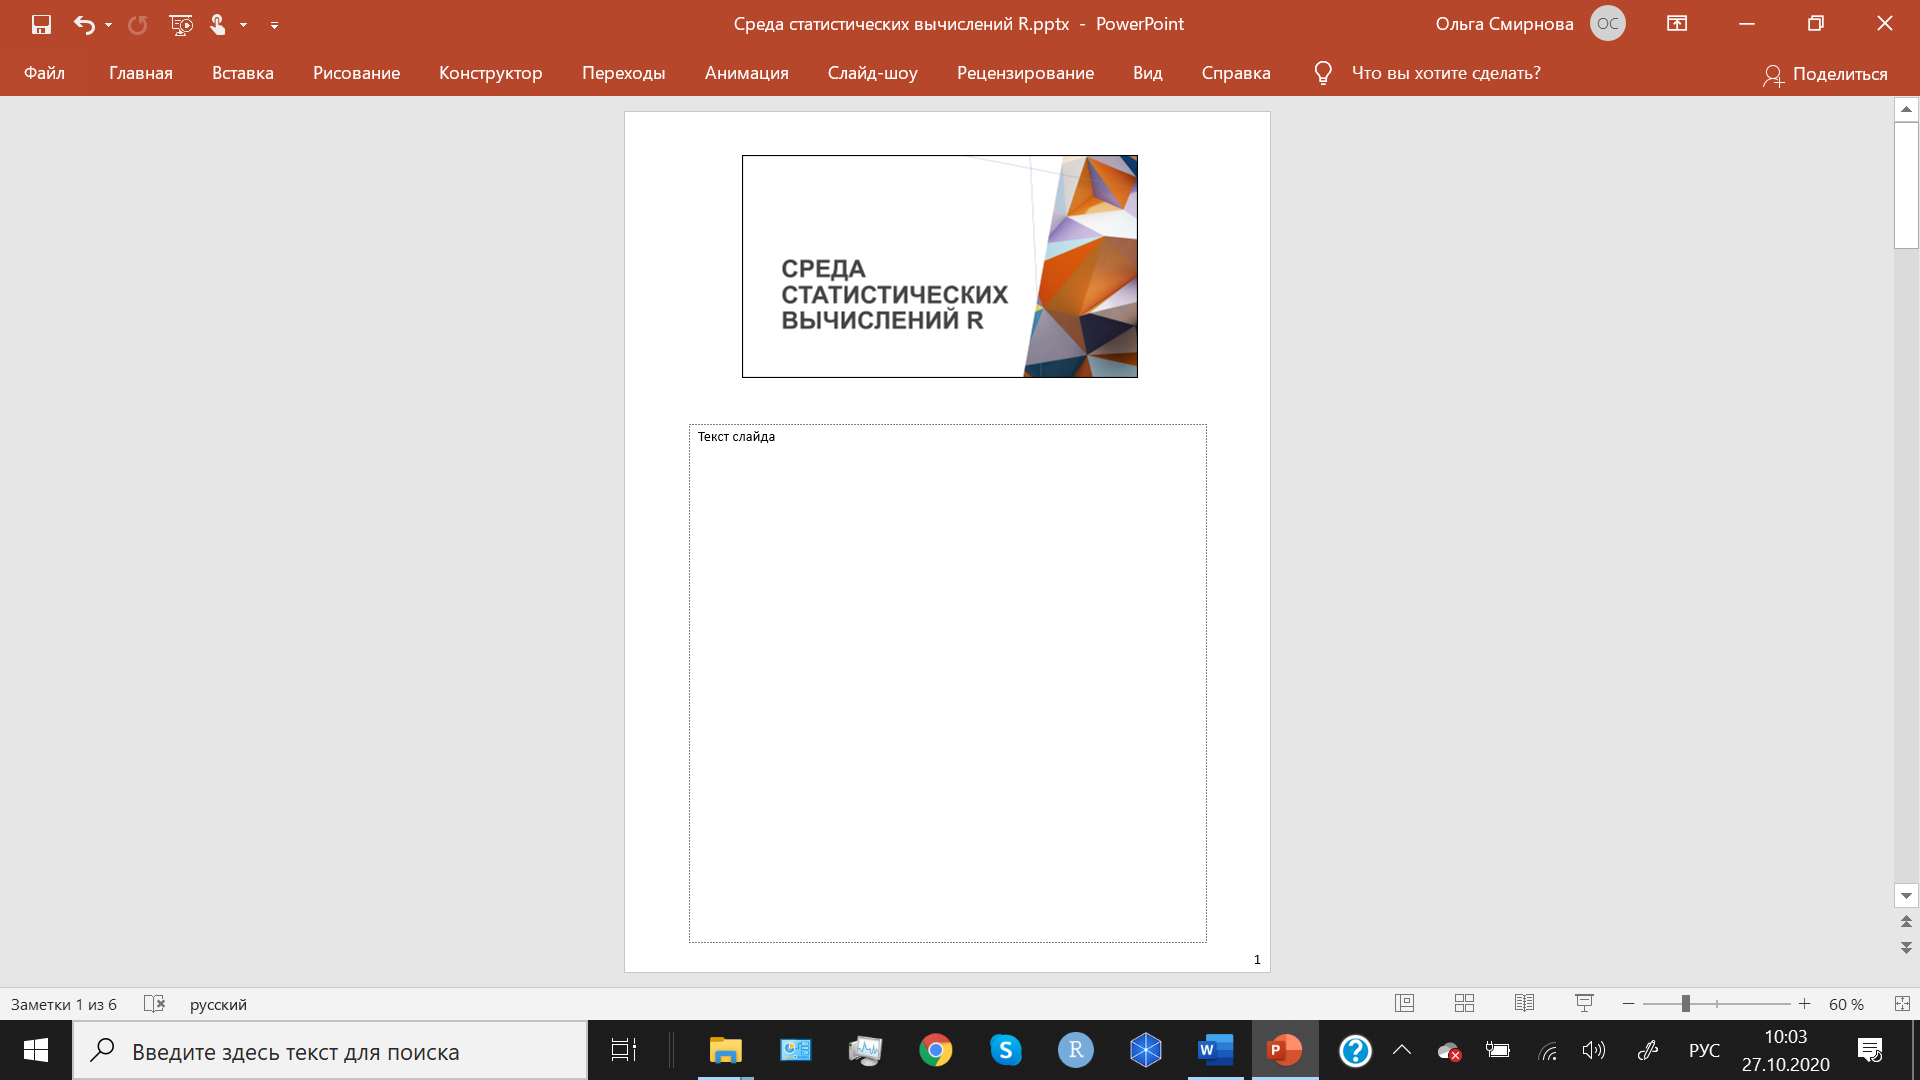 Среда статистических вычислений R.pptx - PowerPoint
Ольга Смирнова
ОС
Файл
Главная
Вставка
Рисование
Конструктор
Переходы
Анимация
Слайд-шоу
Рецензирование
Вид
Справка
Что вы хотите сделать?
Поделиться
СРЕДА
СТАТИСТИЧЕСКИХ
ВЫЧИСЛЕНИЙ R
Текст слайда
1
Заметки 1 из 6
русский
60 %
Введите здесь текст для поиска
S
R
W
P
?
РУС
10:03
27.10.2020